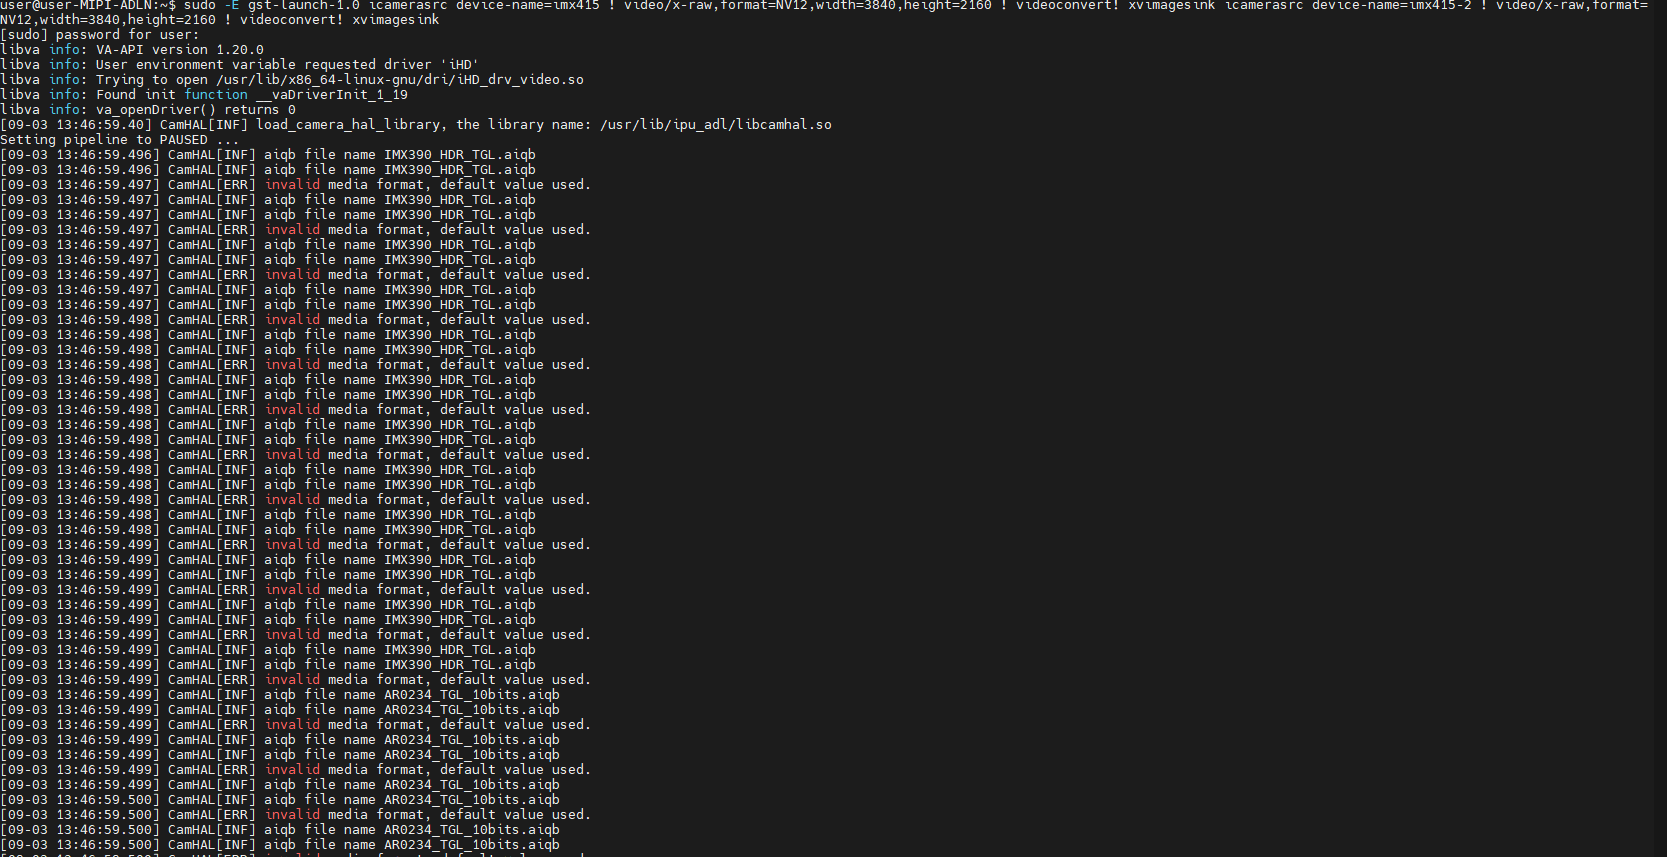 user@user-MIPI-ADLN:~$ sudo -E gst-launch-1.0 icamerasrc device-name=imx415 ! video/x-raw,format=NV12,width=3840,height=2160 ! videoconvert! xvimagesink icamerasrc device-name=imx415-2 ! video/x-raw,format=
NV12,width=3840,height=2160 ! videoconvert! xvimagesink
[sudo] password for user:
libva info: VA-API version 1.20.0
libva info: User environment variable requested driver 'iHD'
libva info: Trying to open /usr/lib/x86_64-linux-gnu/dri/iHD_drv_video.so
libva info: Found init function __vaDriverInit_1_19
libva info: va_openDriver() returns 0
[09-03 13:46:59.40] CamHAL[INF] load_camera_hal_library, the library name: /usr/lib/ipu_adl/libcamhal.so
Setting pipeline to PAUSED ...
[09-03 13:46:59.496] CamHAL[INF] aiqb file name IMX390_HDR_TGL.aiqb
[09-03 13:46:59.496] CamHAL[INF] aiqb file name IMX390_HDR_TGL.aiqb
[09-03 13:46:59.497] CamHAL[ERR] invalid media format, default value used.
[09-03 13:46:59.497] CamHAL[INF] aiqb file name IMX390_HDR_TGL.aiqb
[09-03 13:46:59.497] CamHAL[INF] aiqb file name IMX390_HDR_TGL.aiqb
[09-03 13:46:59.497] CamHAL[ERR] invalid media format, default value used.
[09-03 13:46:59.497] CamHAL[INF] aiqb file name IMX390_HDR_TGL.aiqb
[09-03 13:46:59.497] CamHAL[INF] aiqb file name IMX390_HDR_TGL.aiqb
[09-03 13:46:59.497] CamHAL[ERR] invalid media format, default value used.
[09-03 13:46:59.497] CamHAL[INF] aiqb file name IMX390_HDR_TGL.aiqb
[09-03 13:46:59.497] CamHAL[INF] aiqb file name IMX390_HDR_TGL.aiqb
[09-03 13:46:59.498] CamHAL[ERR] invalid media format, default value used.
[09-03 13:46:59.498] CamHAL[INF] aiqb file name IMX390_HDR_TGL.aiqb
[09-03 13:46:59.498] CamHAL[INF] aiqb file name IMX390_HDR_TGL.aiqb
[09-03 13:46:59.498] CamHAL[ERR] invalid media format, default value used.
[09-03 13:46:59.498] CamHAL[INF] aiqb file name IMX390_HDR_TGL.aiqb
[09-03 13:46:59.498] CamHAL[INF] aiqb file name IMX390_HDR_TGL.aiqb
[09-03 13:46:59.498] CamHAL[ERR] invalid media format, default value used.
[09-03 13:46:59.498] CamHAL[INF] aiqb file name IMX390_HDR_TGL.aiqb
[09-03 13:46:59.498] CamHAL[INF] aiqb file name IMX390_HDR_TGL.aiqb
[09-03 13:46:59.498] CamHAL[ERR] invalid media format, default value used.
[09-03 13:46:59.498] CamHAL[INF] aiqb file name IMX390_HDR_TGL.aiqb
[09-03 13:46:59.498] CamHAL[INF] aiqb file name IMX390_HDR_TGL.aiqb
[09-03 13:46:59.498] CamHAL[ERR] invalid media format, default value used.
[09-03 13:46:59.498] CamHAL[INF] aiqb file name IMX390_HDR_TGL.aiqb
[09-03 13:46:59.498] CamHAL[INF] aiqb file name IMX390_HDR_TGL.aiqb
[09-03 13:46:59.499] CamHAL[ERR] invalid media format, default value used.
[09-03 13:46:59.499] CamHAL[INF] aiqb file name IMX390_HDR_TGL.aiqb
[09-03 13:46:59.499] CamHAL[INF] aiqb file name IMX390_HDR_TGL.aiqb
[09-03 13:46:59.499] CamHAL[ERR] invalid media format, default value used.
[09-03 13:46:59.499] CamHAL[INF] aiqb file name IMX390_HDR_TGL.aiqb
[09-03 13:46:59.499] CamHAL[INF] aiqb file name IMX390_HDR_TGL.aiqb
[09-03 13:46:59.499] CamHAL[ERR] invalid media format, default value used.
[09-03 13:46:59.499] CamHAL[INF] aiqb file name IMX390_HDR_TGL.aiqb
[09-03 13:46:59.499] CamHAL[INF] aiqb file name IMX390_HDR_TGL.aiqb
[09-03 13:46:59.499] CamHAL[ERR] invalid media format, default value used.
[09-03 13:46:59.499] CamHAL[INF] aiqb file name AR0234_TGL_10bits.aiqb
[09-03 13:46:59.499] CamHAL[INF] aiqb file name AR0234_TGL_10bits.aiqb
[09-03 13:46:59.499] CamHAL[ERR] invalid media format, default value used.
[09-03 13:46:59.499] CamHAL[INF] aiqb file name AR0234_TGL_10bits.aiqb
[09-03 13:46:59.499] CamHAL[INF] aiqb file name AR0234_TGL_10bits.aiqb
[09-03 13:46:59.499] CamHAL[ERR] invalid media format, default value used.
[09-03 13:46:59.499] CamHAL[INF] aiqb file name AR0234_TGL_10bits.aiqb
[09-03 13:46:59.500] CamHAL[INF] aiqb file name AR0234_TGL_10bits.aiqb
[09-03 13:46:59.500] CamHAL[ERR] invalid media format, default value used.
[09-03 13:46:59.500] CamHAL[INF] aiqb file name AR0234_TGL_10bits.aiqb
[09-03 13:46:59.500] CamHAL[INF] aiqb file name AR0234_TGL_10bits.aiqb